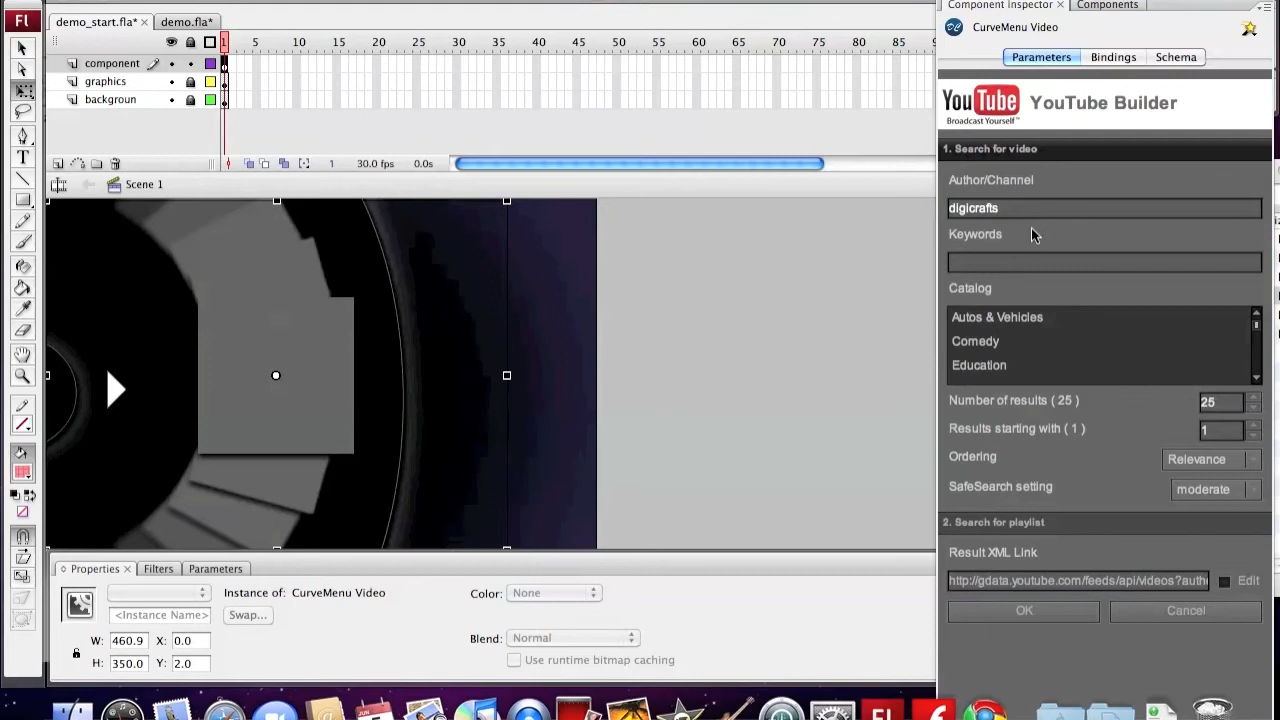 Component Inspector
Components
Fl
demo_start.fla*
demo.fla*
CurveMenu Video
1 5 10 15 20 25 30 35 40 45 50 55 60 65 70 75 80 85
Parameters
Bindings
Schema
component
graphics
backgroun
YouTube
Broadcast Yourself™
YouTube Builder
1. Search for video
1
30.0 fps
0.0s
Author/Channel
Scene 1
digicrafts
Keywords
Catalog
Autos & Vehicles
Comedy
Education
Number of results ( 25 )
25
Results starting with ( 1 )
1
Ordering
Relevance
SafeSearch setting
moderate
2. Search for playlist
Result XML Link
http://gdata.youtube.com/feeds/api/videos?auth
Edit
OK
Cancel
Properties
Filters
Parameters
Instance of: CurveMenu Video
Color: None
<Instance Name>
Swap...
W: 460.9
X: 0.0
Blend: Normal
H: 350.0
Y: 2.0
Use runtime bitmap caching